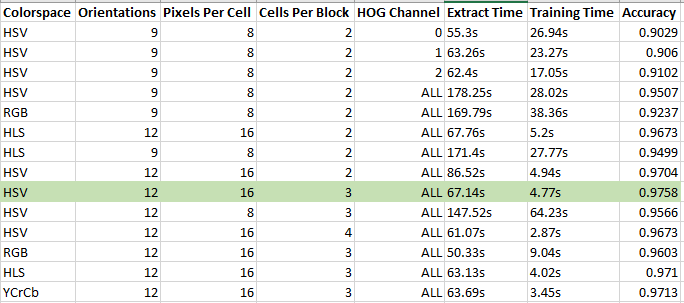 Colorspace Orientations Pixels Per Cell Cells Per Block HOG Channel Extract Time Training Time Accuracy
HSV 9 8 2 0 55.3s 26.94s 0.9029
HSV 9 8 2 1 63.26s 23.27s 0.906
HSV 9 8 2 2 62.4s 17.05s 0.9102
HSV 9 8 2 ALL 178.25s 28.02s 0.9507
RGB 9 8 2 ALL 169.79s 38.36s 0.9237
HLS 12 16 2 ALL 67.76s 5.2s 0.9673
HLS 9 8 2 ALL 171.4s 27.77s 0.9499
HSV 12 16 2 ALL 86.52s 4.94s 0.9704
HSV 12 16 3 ALL 67.14s 4.77s 0.9758
HSV 12 8 3 ALL 147.52s 64.23s 0.9566
HSV 12 16 4 ALL 61.07s 2.87s 0.9673
RGB 12 16 3 ALL 50.33s 9.04s 0.9603
HLS 12 16 3 ALL 63.13s 4.02s 0.971
YCrCb 12 16 3 ALL 63.69s 3.45s 0.9713